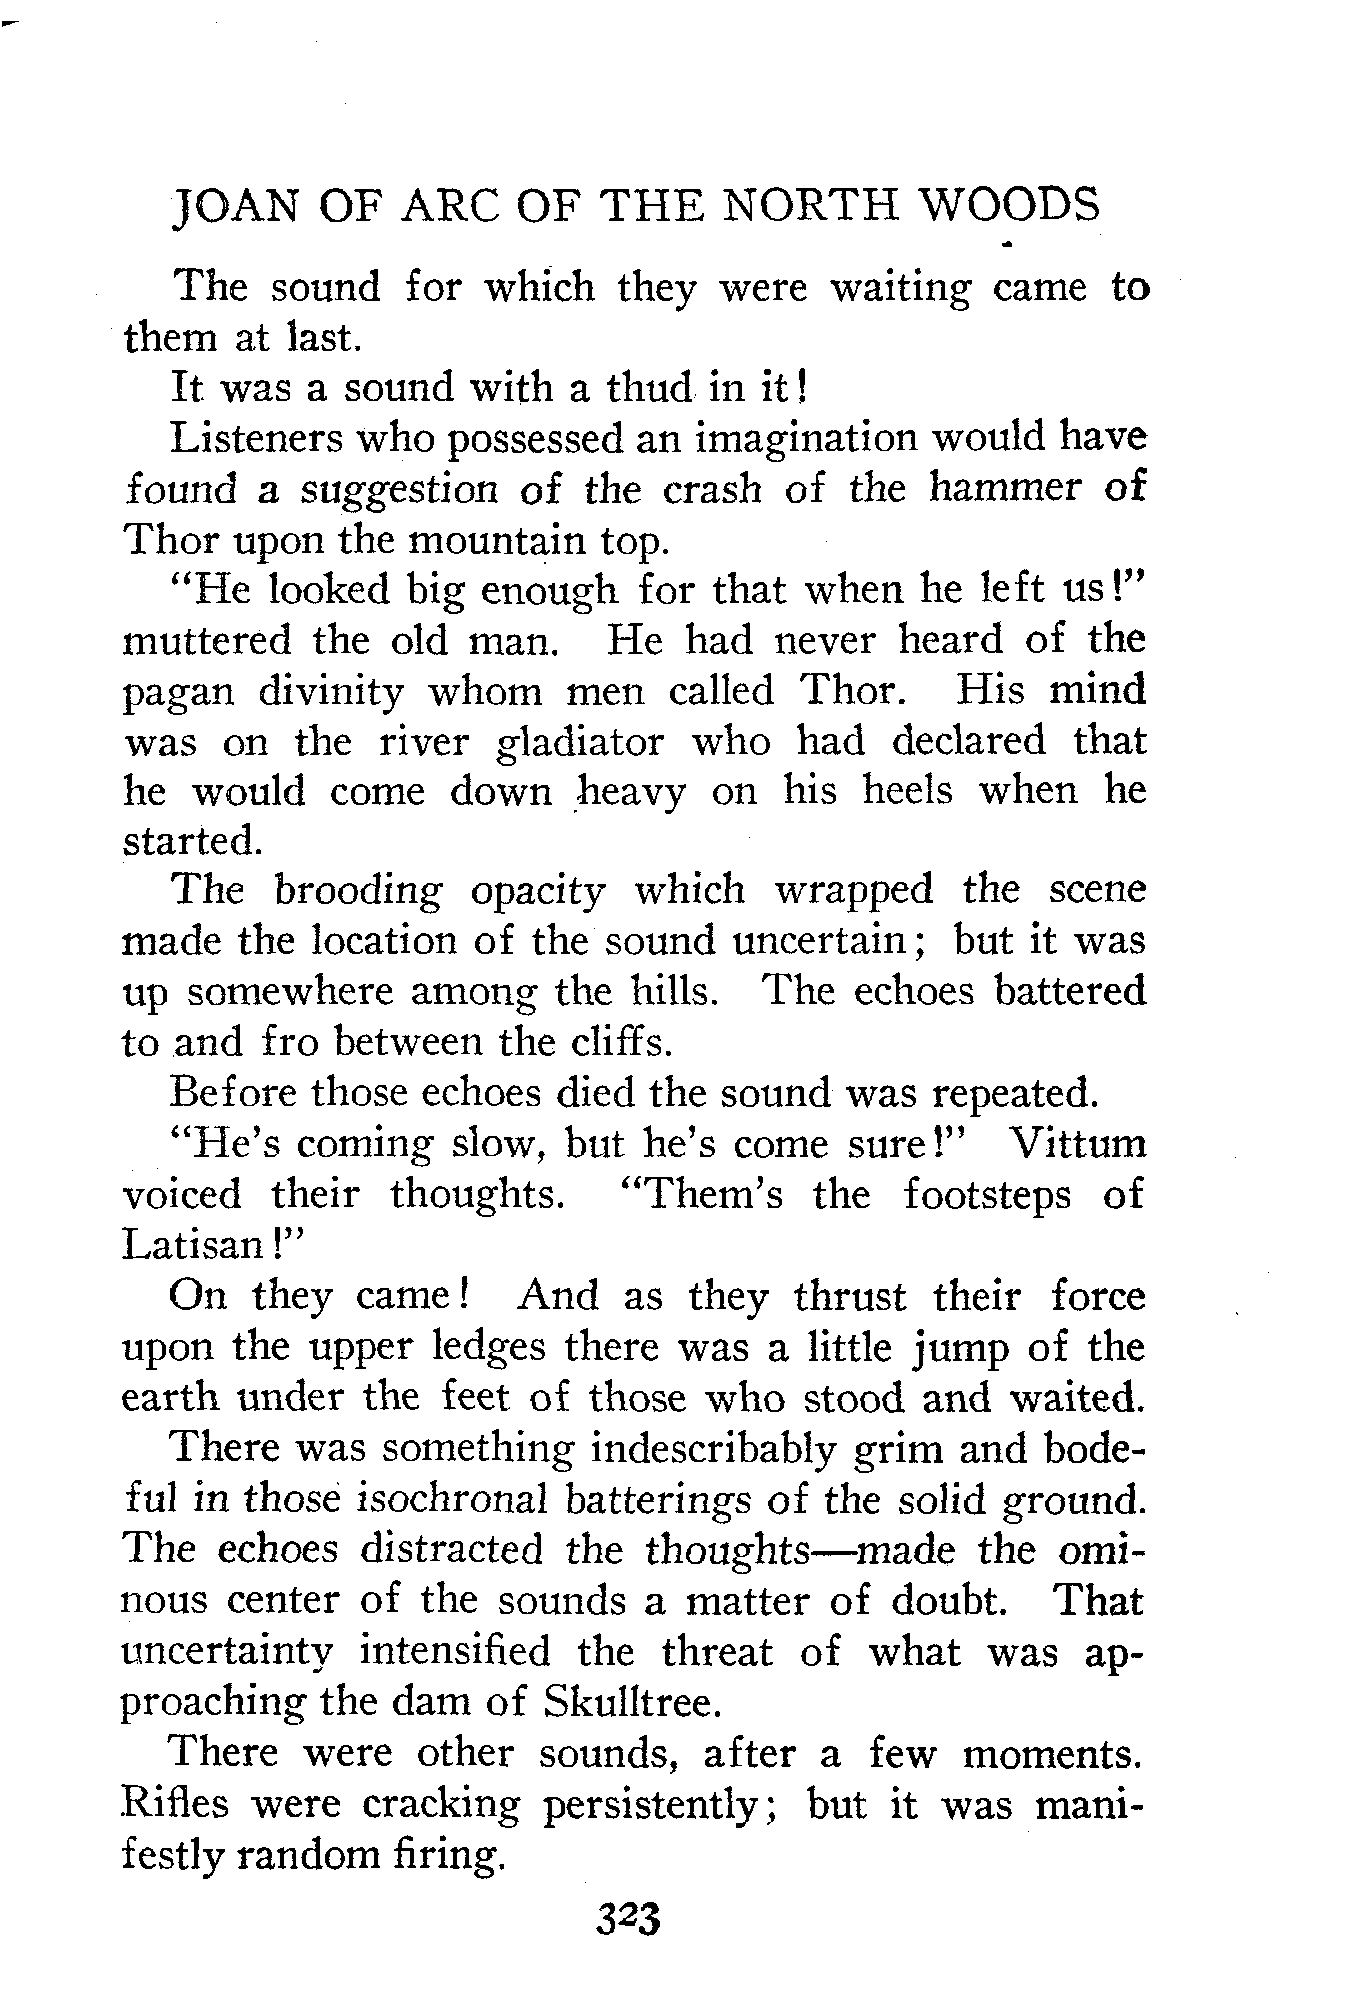 JOAN OF ARC OF THE NORTH WOODS
The sound for which they were waiting came to
them at last.
It was a sound with a thud in it!
Listeners who possessed an imagination would have
found a suggestion of the crash of the hammer of
Thor upon the mountain top.
“He looked big enough for that when he left us!”
muttered the old man. He had never heard of the
pagan divinity whom men called Thor. His mind
was on the river gladiator who had declared that
he would come down heavy on his heels when he
started.
The brooding opacity which wrapped the scene
made the location of the sound uncertain; but it was
up somewhere among the hills. The echoes battered
to and fro between the cliffs.
Before those echoes died the sound was repeated.
“He’s coming slow, but he’s come sure!” Vittum
voiced their thoughts. “Them’s the footsteps of
Latisan!”
On they came! And as they thrust their force
upon the upper ledges there was a little jump of the
earth under the feet of those who stood and waited.
There was something indescribably grim and bode-
ful in those isochronal batterings of the solid ground.
The echoes distracted the thoughts—made the omi-
nous center of the sounds a matter of doubt. That
uncertainty intensified the threat of what was ap-
proaching the dam of Skulltree.
There were other sounds, after a few moments.
Rifles were cracking persistently; but it was mani-
festly random firing.
323